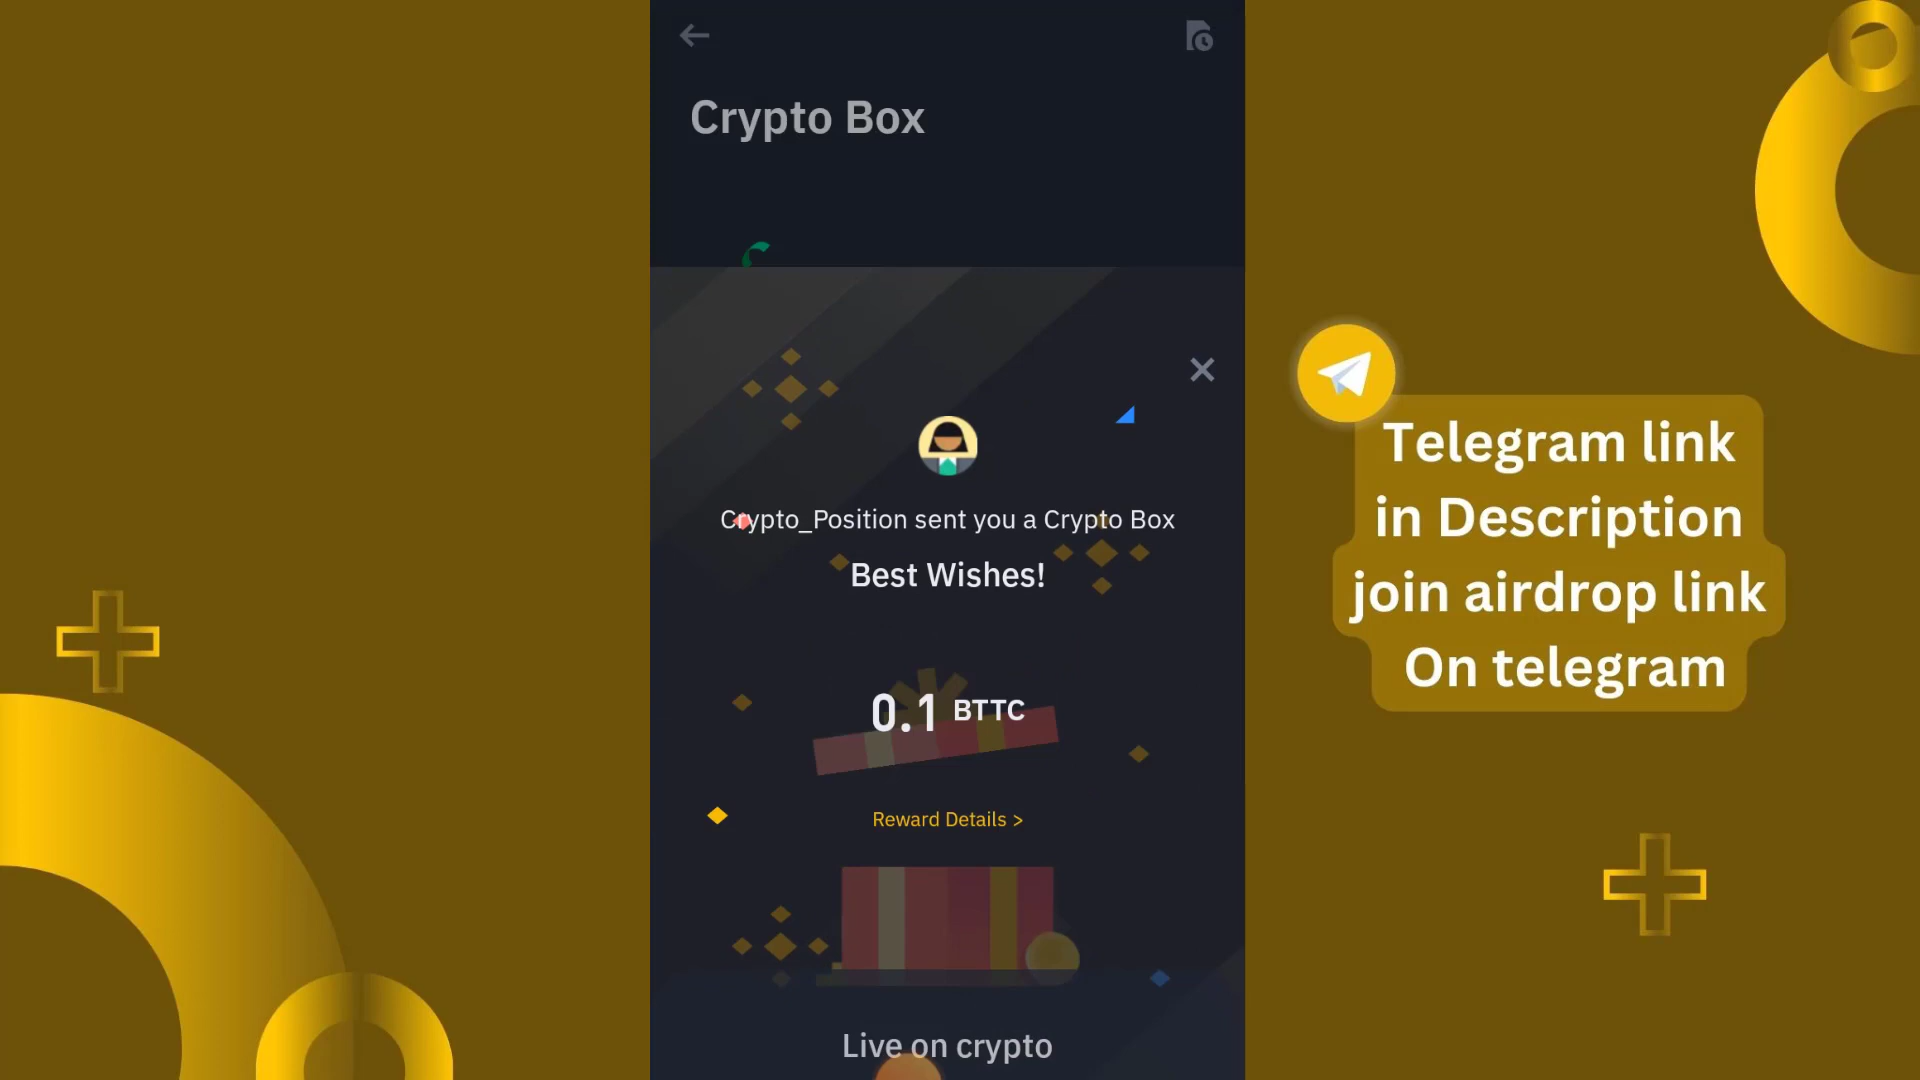 Crypto Box
Crypto_Position sent you a Crypto Box
Best Wishes!
0.1 BTTC
Reward Details >
Live on crypto
Telegram link
in Description
join airdrop link
On telegram